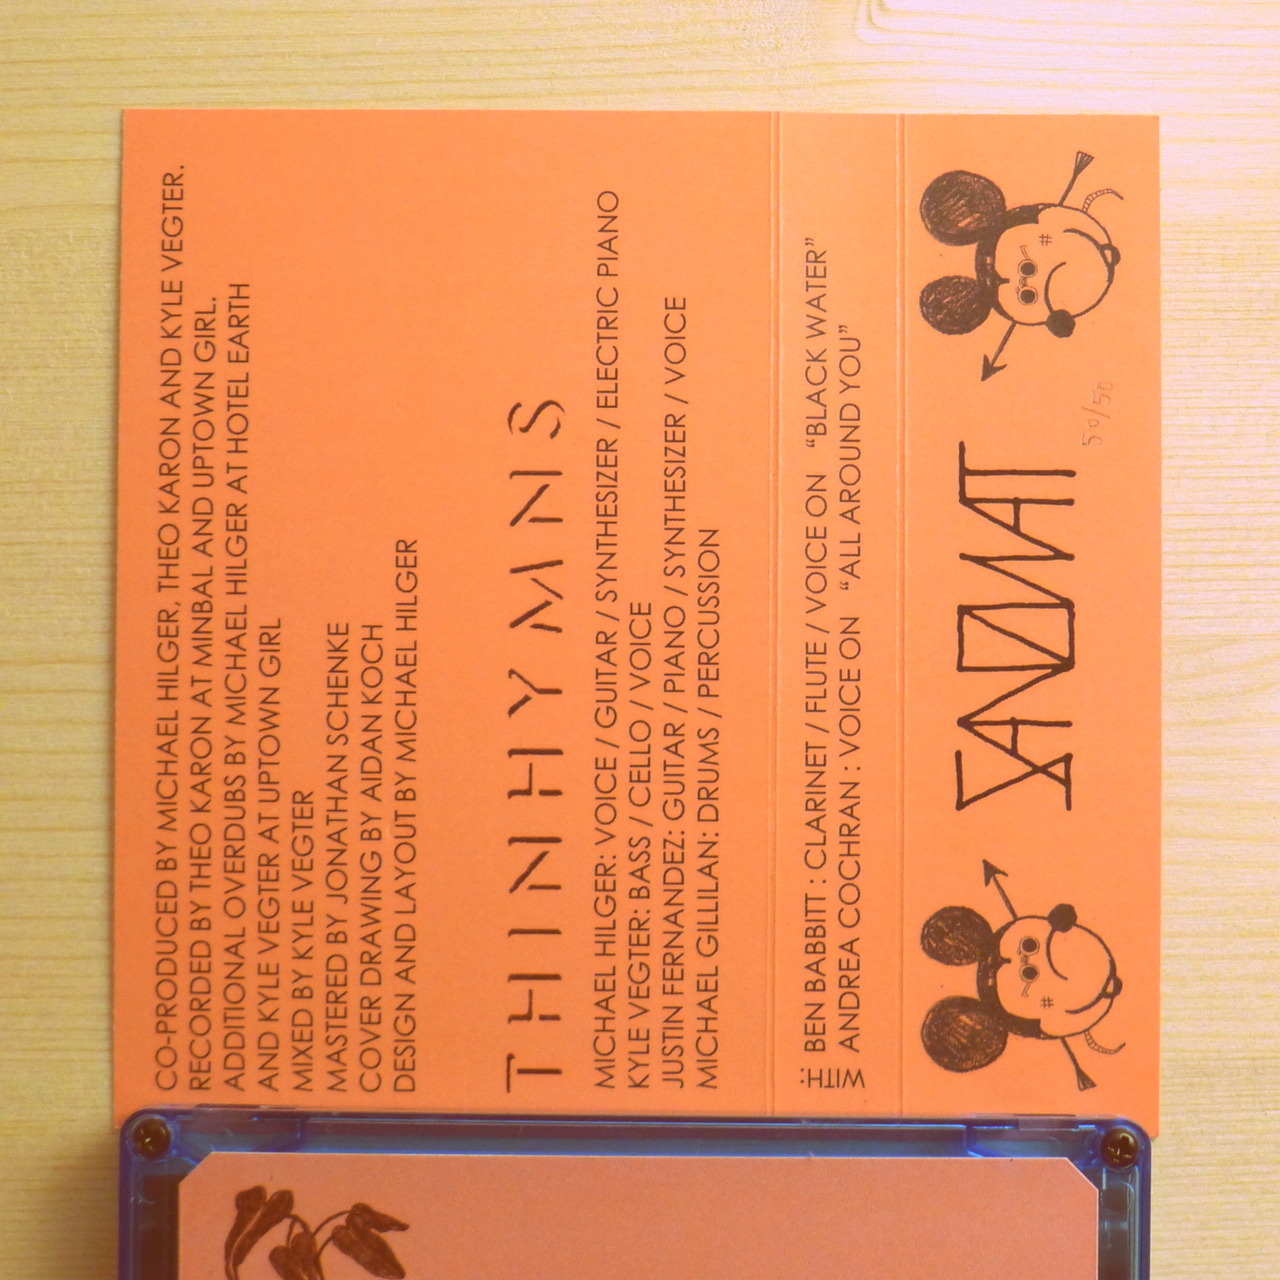 CO-PRODUCED BY MICHAEL HILGER, THEO KARON AND KYLE VEGTER.
RECORDED BY THEO KARON AT MINBAL AND UPTOWN GIRL.
ADDITIONAL OVERDUBS BY MICHAEL HILGER AT HOTEL EARTH
AND KYLE VEGTER AT UPTOWN GIRL
MIXED BY KYLE VEGTER
MASTERED BY JONATHAN SCHENKE
COVER DRAWING BY AIDAN KOCH
DESIGN AND LAYOUT BY MICHAEL HILGER
THIN HYMNS
MICHAEL HILGER: VOICE / GUITAR / SYNTHESIZER / ELECTRIC PIANO
KYLE VEGTER: BASS / CELLO / VOICE
JUSTIN FERNANDEZ: GUITAR / PIANO / SYNTHESIZER / VOICE
MICHAEL GILLILAN: DRUMS / PERCUSSION
WITH:
BEN BABBITT : CLARINET / FLUTE / VOICE ON "BLACK WATER"
ANDREA COCHRAN : VOICE ON "ALL AROUND YOU"
50/50